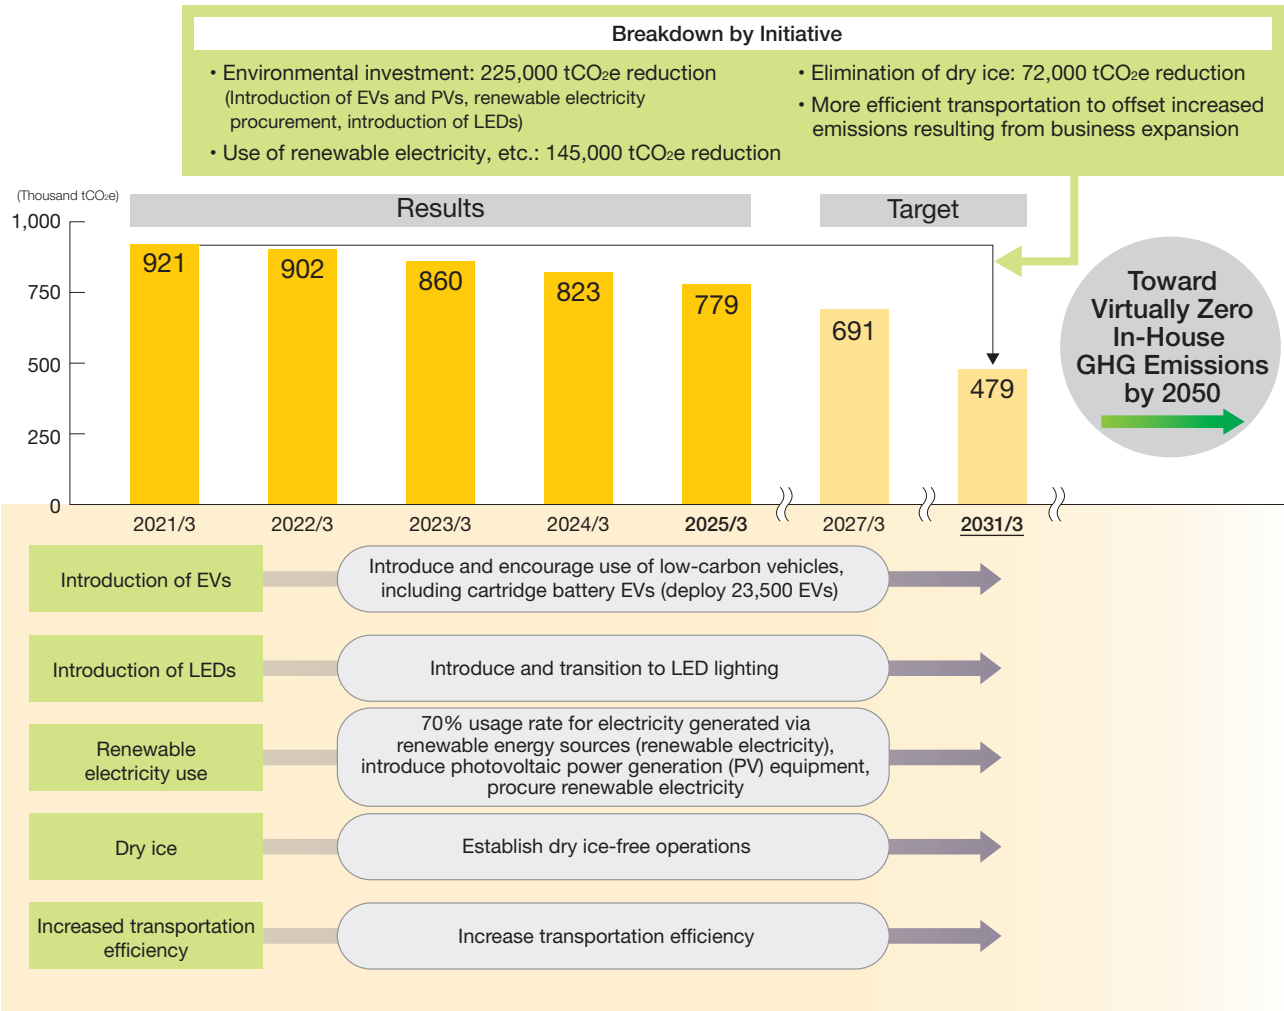 Breakdown by Initiative
・Environmental investment: 225,000 tCO₂e reduction
(Introduction of EVs and PVs, renewable electricity
procurement, introduction of LEDs)
・Use of renewable electricity, etc.: 145,000 tCO₂e reduction
・Elimination of dry ice: 72,000 tCO₂e reduction
・More efficient transportation to offset increased
emissions resulting from business expansion
(Thousand tCO₂e)
Results
Target
1,000
750
500
250
0
921
902
860
823
779
691
479
2021/3
2022/3
2023/3
2024/3
2025/3
2027/3
2031/3
Toward
Virtually Zero
In-House
GHG Emissions
by 2050
Introduction of EVs
Introduce and encourage use of low-carbon vehicles,
including cartridge battery EVs (deploy 23,500 EVs)
Introduction of LEDs
Introduce and transition to LED lighting
Renewable
electricity use
70% usage rate for electricity generated via
renewable energy sources (renewable electricity),
introduce photovoltaic power generation (PV) equipment,
procure renewable electricity
Dry ice
Establish dry ice-free operations
Increased transportation
efficiency
Increase transportation efficiency